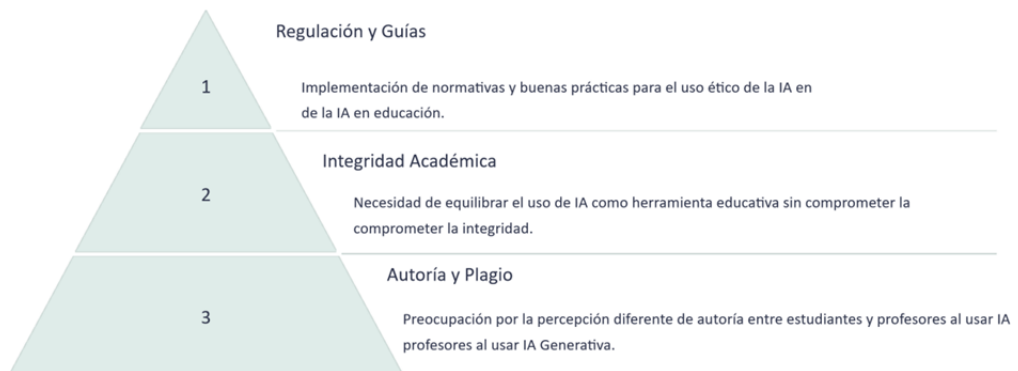 Regulación y Guías
1
Implementación de normativas y buenas prácticas para el uso ético de la IA en
de la IA en educación.
Integridad Académica
2
Necesidad de equilibrar el uso de IA como herramienta educativa sin comprometer la
comprometer la integridad.
Autoría y Plagio
3
Preocupación por la percepción diferente de autoría entre estudiantes y profesores al usar IA
profesores al usar IA Generativa.